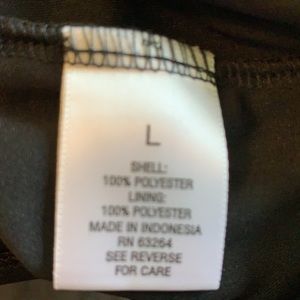 L
SHELL:
100% POLYESTER
LINING:
100% POLYESTER
MADE IN INDONESIA
RN 63264
SEE REVERSE
FOR CARE